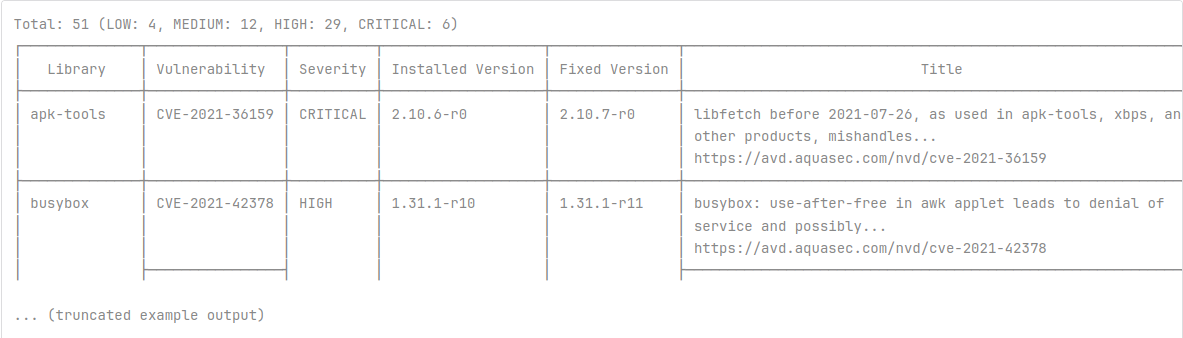 Total: 51 (LOW: 4, MEDIUM: 12, HIGH: 29, CRITICAL: 6)
Library Vulnerability Severity Installed Version Fixed Version Title
apk-tools CVE-2021-36159 CRITICAL 2.10.6-r0 2.10.7-r0 libfetch before 2021-07-26, as used in apk-tools, xbps, an
other products, mishandles...
https://avd.aquasec.com/nvd/cve-2021-36159
busybox CVE-2021-42378 HIGH 1.31.1-r10 1.31.1-r11 busybox: use-after-free in awk applet leads to denial of
service and possibly...
https://avd.aquasec.com/nvd/cve-2021-42378
... (truncated example output)